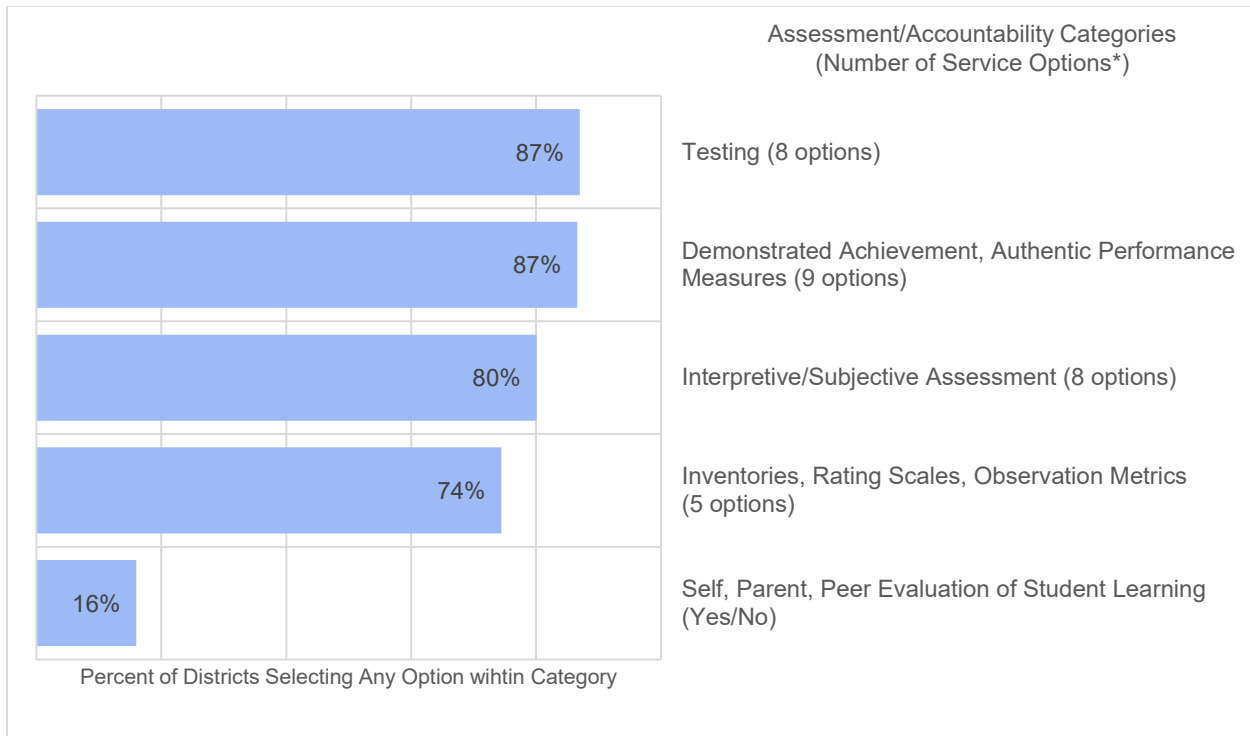 Assessment/Accountability Categories
(Number of Service Options*)
87%
Testing (8 options)
87%
Demonstrated Achievement, Authentic Performance
Measures (9 options)
80%
Interpretive/Subjective Assessment (8 options)
74%
Inventories, Rating Scales, Observation Metrics
(5 options)
16%
Self, Parent, Peer Evaluation of Student Learning
(Yes/No)
Percent of Districts Selecting Any Option wihtin Category